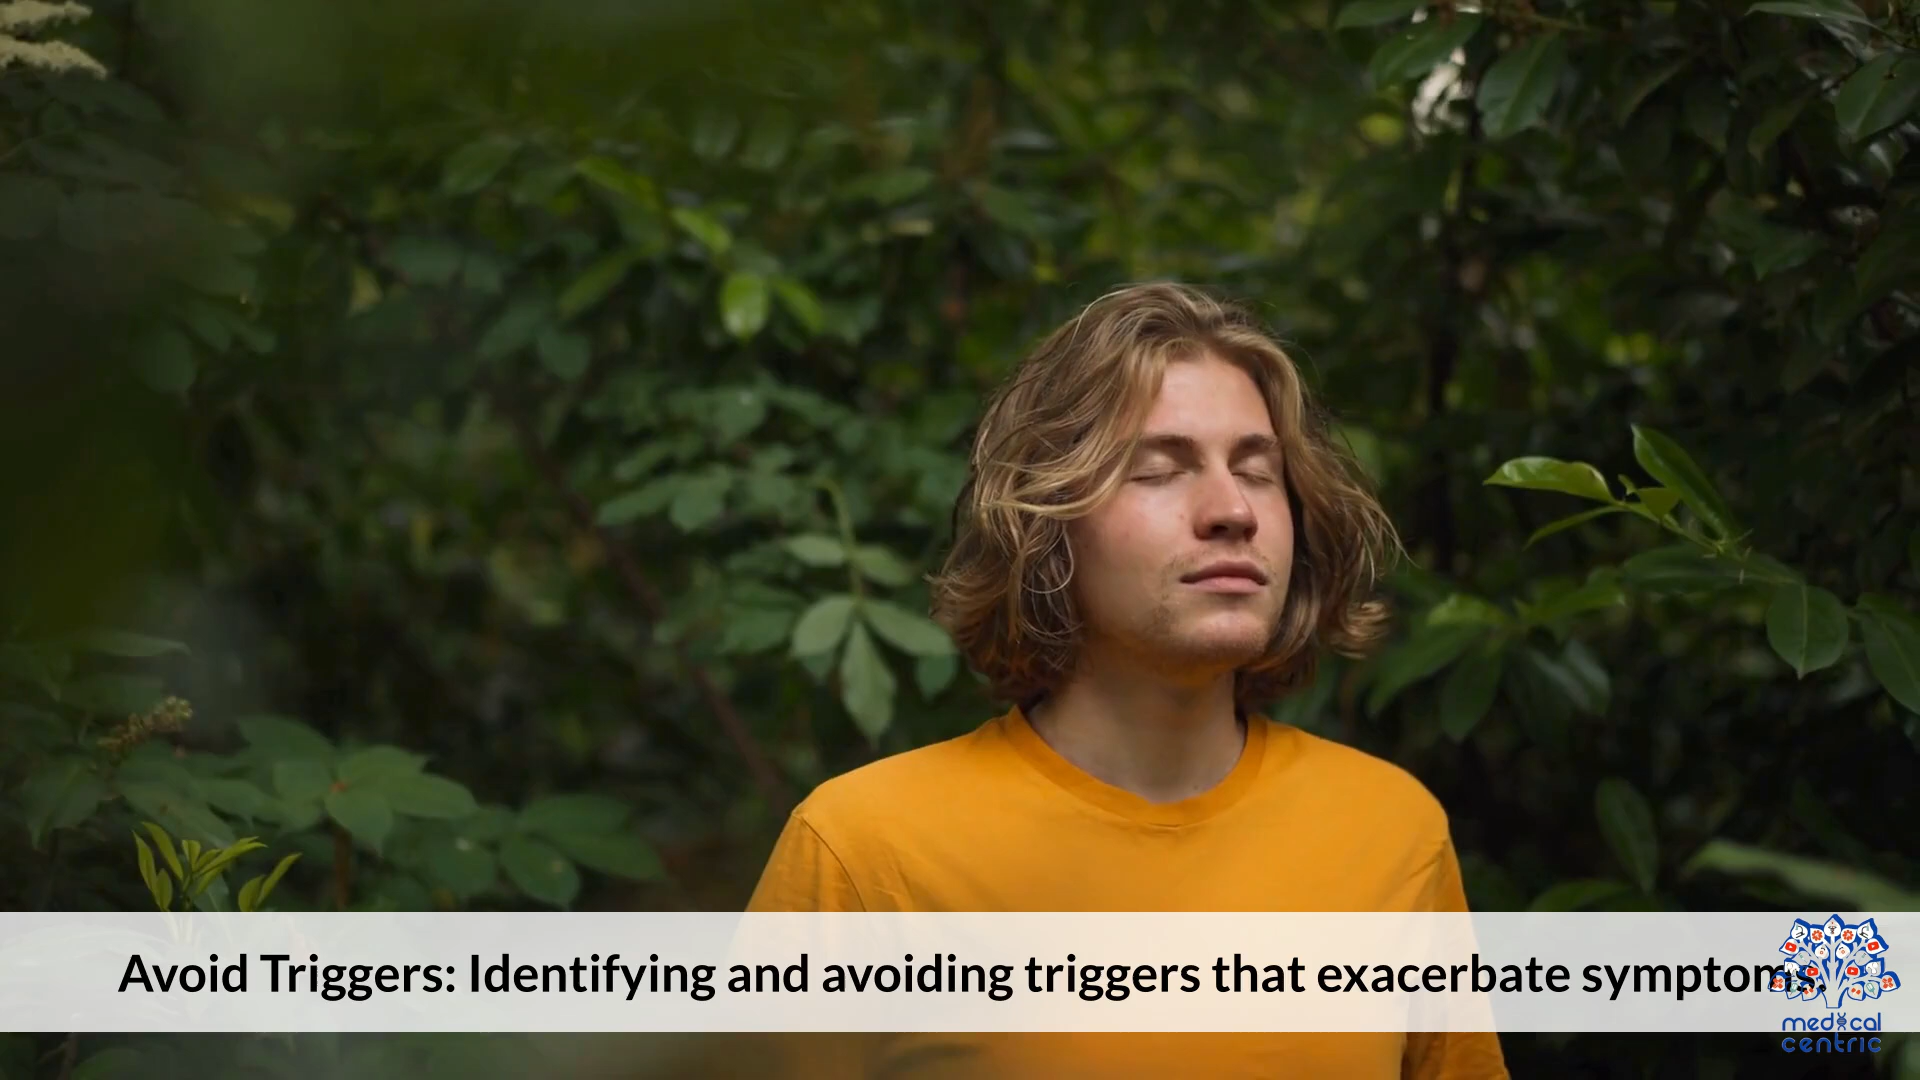 Avoid Triggers: Identifying and avoiding triggers that exacerbate symptoms.
medical
centric